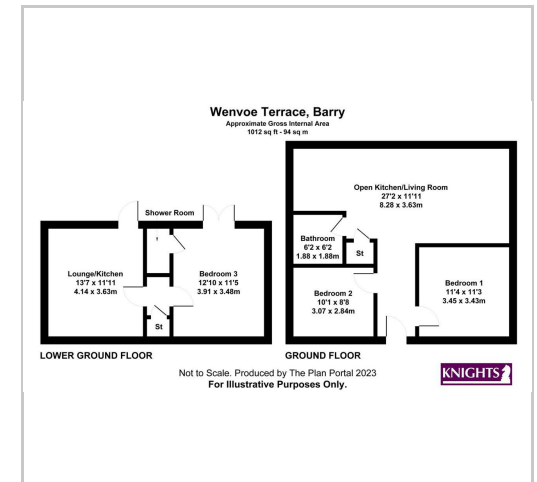 Wenvoe Terrace, Barry
Approximate Gross Internal Area
1012 sq ft - 94 sq m
Shower Room
Lounge/Kitchen
13'7 x 11'11
4.14 x 3.63m
Bedroom 3
12'10 x 11'5
3.91 x 3.48m
St
LOWER GROUND FLOOR
Open Kitchen/Living Room
27'2 x 11'11
8.28 x 3.63m
Bathroom
6'2 x 6'2
1.88 x 1.88m
St
Bedroom 2
10'1 x 8'8
3.07 x 2.84m
Bedroom 1
11'4 x 11'3
3.45 x 3.43m
GROUND FLOOR
Not to Scale. Produced by The Plan Portal 2023
For Illustrative Purposes Only.
KNIGHTS